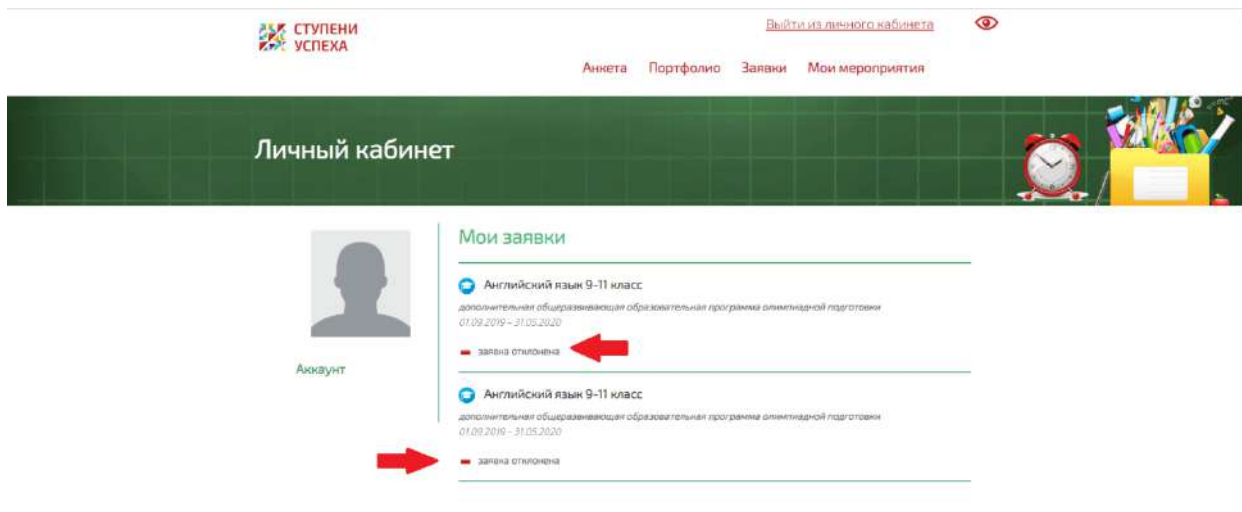 СТУПЕНИ
УСПЕХА
Выйти из личного кабинета
Анкета Портфолио Заявки Мои мероприятия
Личный кабинет
Мои заявки
Английский язык 9-11 класс
дополнительная общеразвивающая образовательная программа олимпиадной подготовки
01.09.2019 – 31.05.2020
заявка отклонена
Аккаунт
Английский язык 9-11 класс
дополнительная общеразвивающая образовательная программа олимпиадной подготовки
01.09.2019 – 31.05.2020
заявка отклонена